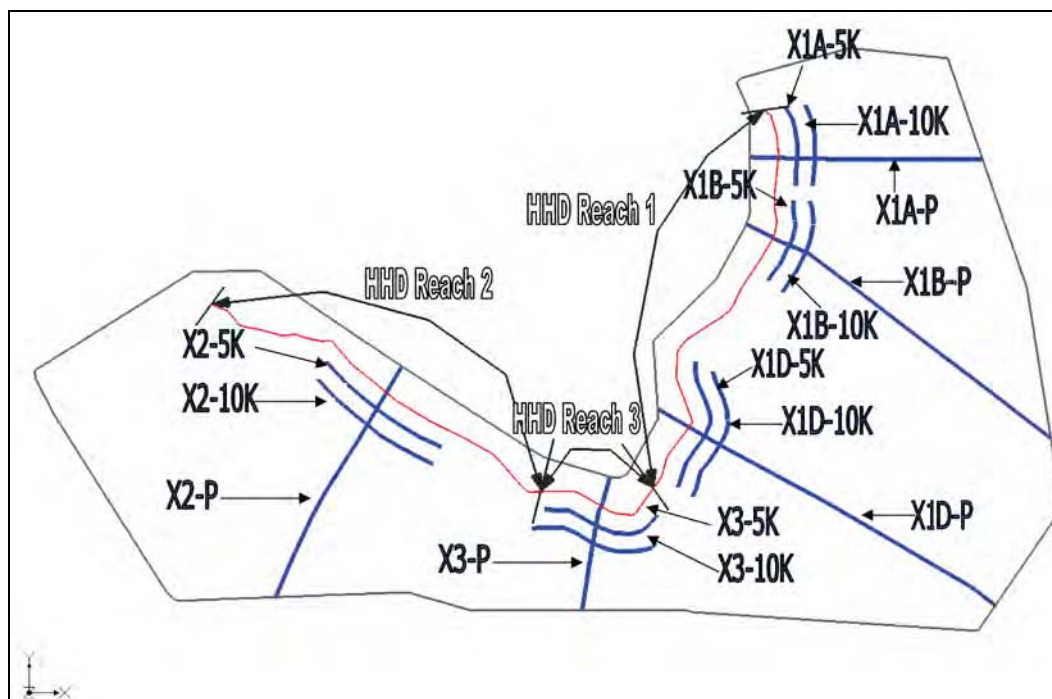 X1A-5K
X1A-10K
X1B-5K
X1A-P
HHD Reach 1
X1B-P
HHD Reach 2
X1B-10K
X2-5K
X1D-5K
X2-10K
HHD Reach 3
X1D-10K
X2-P
X1D-P
X3-5K
X3-P
X3-10K
Y
X